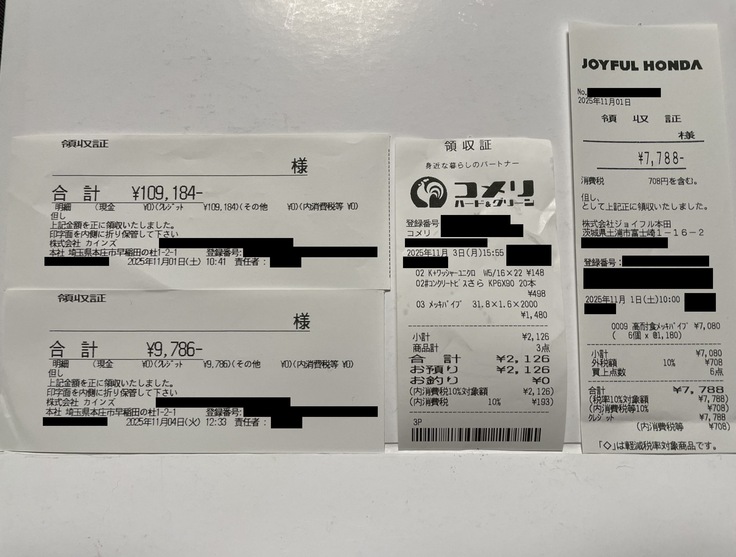 領収証
様
合 計 ¥109,184-
明細 (現金 ¥0)(クレジット ¥109,184)(その他 ¥0)(内消費税等 ¥0)
但し
上記金額を正に領収いたしました。
印字面を内側に折り保管して下さい
株式会社 カインズ
本社 埼玉県本庄市早稲田の杜1-2-1 登録番号:
2025年11月01日(土) 10:41 責任者:
領収証
様
合 計 ¥9,786-
明細 (現金 ¥0)(クレジット ¥9,786)(その他 ¥0)(内消費税等 ¥0)
但し
上記金額を正に領収いたしました。
印字面を内側に折り保管して下さい
株式会社 カインズ
本社 埼玉県本庄市早稲田の杜1-2-1 登録番号:
2025年11月04日(火) 12:33 責任者:
領収証
身近な暮らしのパートナー
コメリ
ハード&グリーン
登録番号
コメリ
2025年11月 3日(月)15:55
02 K+ワッシャーユニクロ W5/16×22 ¥148
02#コンクリートビスさら KP6X90 20本
¥498
03 メッキパイプ 31.8×1.6×2000
¥1,480
小計 ¥2,126
商品計 3点
合 計 ¥2,126
お預り ¥2,126
お釣り ¥0
(内消費税10%対象額 ¥2,126)
(内消費税 10% ¥193)
3P
JOYFUL HONDA
No.
2025年11月01日
領 収 証
様
¥7,788-
消費税 708円を含む。
但し、
として上記正に領収いたしました。
株式会社ジョイフル本田
茨城県土浦市富士崎1-16-2
登録番号:
2025年11月 1日(土)10:00
0009 高耐食メッキパイプ ¥7,080
( 6個 × @1,180)
小計 ¥7,080
外税額 10% ¥708
買上点数 6点
合計 ¥7,788
(税率10%対象額 ¥7,788)
(内消費税等10% ¥708)
クレジット ¥7,788
(内消費税等 ¥708)
「◇」は軽減税率対象商品です。